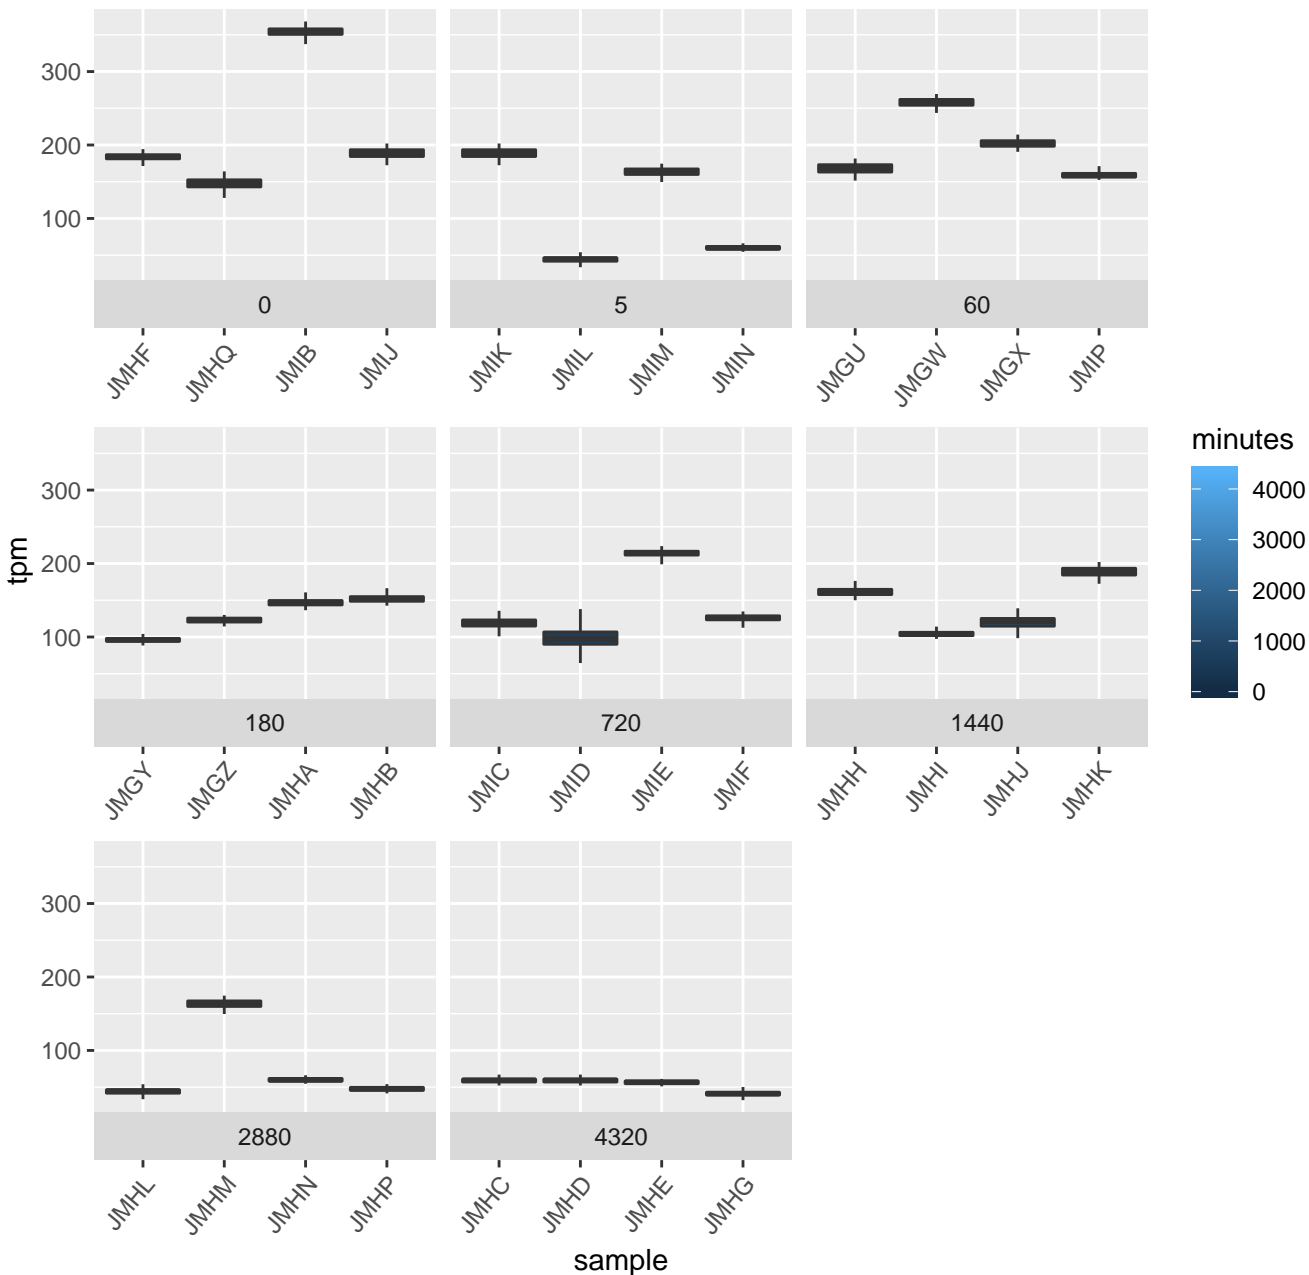 300
200
100
0
5
60
JMHF
JMHQ
JMIB
JMIJ
JMIK
JMIL
JMIM
JMIN
JMGU
JMGW
JMGX
JMIP
tpm
300
200
100
180
720
1440
JMGY
JMGZ
JMHA
JMHB
JMIC
JMID
JMIE
JMIF
JMHH
JMHI
JMHJ
JMHK
minutes
4000
3000
2000
1000
0
300
200
100
2880
4320
JMHL
JMHM
JMHN
JMHP
JMHC
JMHD
JMHE
JMHG
sample